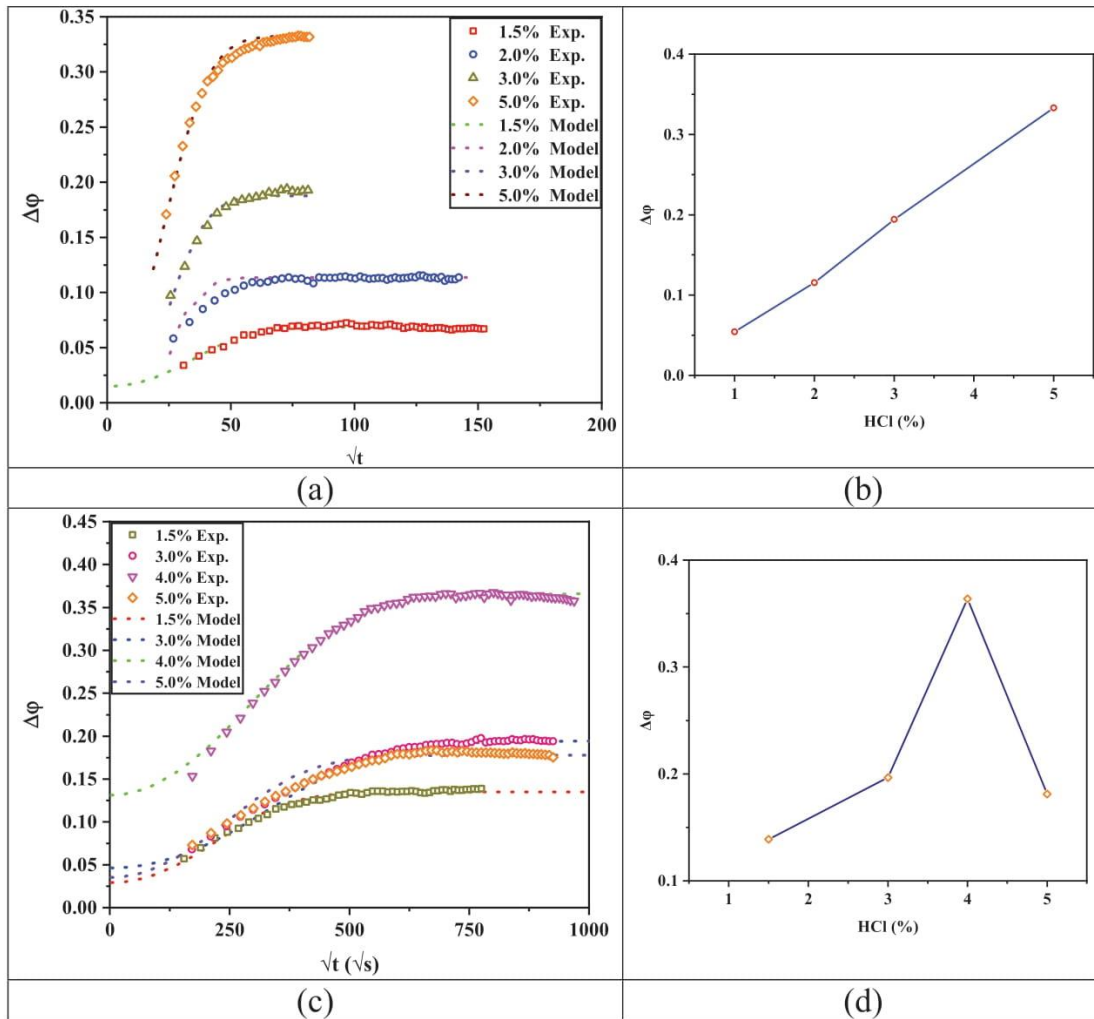 0.35
0.30
0.25
0.20
0.15
0.10
0.05
0.00
0 50 100 150 200
Δφ
√t
1.5% Exp.
2.0% Exp.
3.0% Exp.
5.0% Exp.
1.5% Model
2.0% Model
3.0% Model
5.0% Model
0.4
0.3
0.2
0.1
0.0
1 2 3 4 5
Δφ
HCl (%)
(a) (b)
0.45
0.40
0.35
0.30
0.25
0.20
0.15
0.10
0.05
0.00
0 250 500 750 1000
Δφ
√t (√s)
1.5% Exp.
3.0% Exp.
4.0% Exp.
5.0% Exp.
1.5% Model
3.0% Model
4.0% Model
5.0% Model
0.4
0.3
0.2
0.1
1 2 3 4 5
Δφ
HCl (%)
(c) (d)